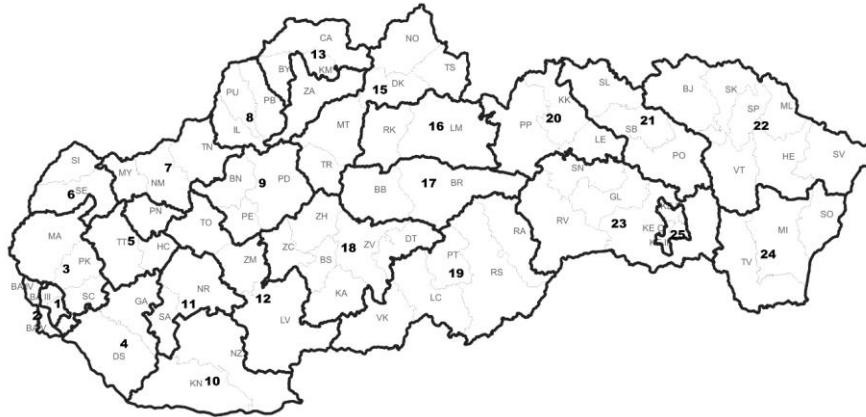 CA
NO
13
BY
KM
TS
SL
BJ
SK
PU
DK
ZA
15
KK
SP
ML
PB
8
20
21
22
IL
MT
RK
16
LM
PP
SB
TN
LE
PO
HE
SV
SI
MY
7
NM
BN
9
PD
TR
VT
SE
6
BB
17
BR
SN
GL
PN
PE
TO
ZH
RV
23
SO
MA
TT
5
HC
ZC
18
ZV
DT
RA
KE
25
MI
PK
3
ZM
BS
PT
19
RS
TV
24
NR
12
KA
LC
SC
1
GA
11
SA
LV
VK
2
4
DS
NZ
KN
10